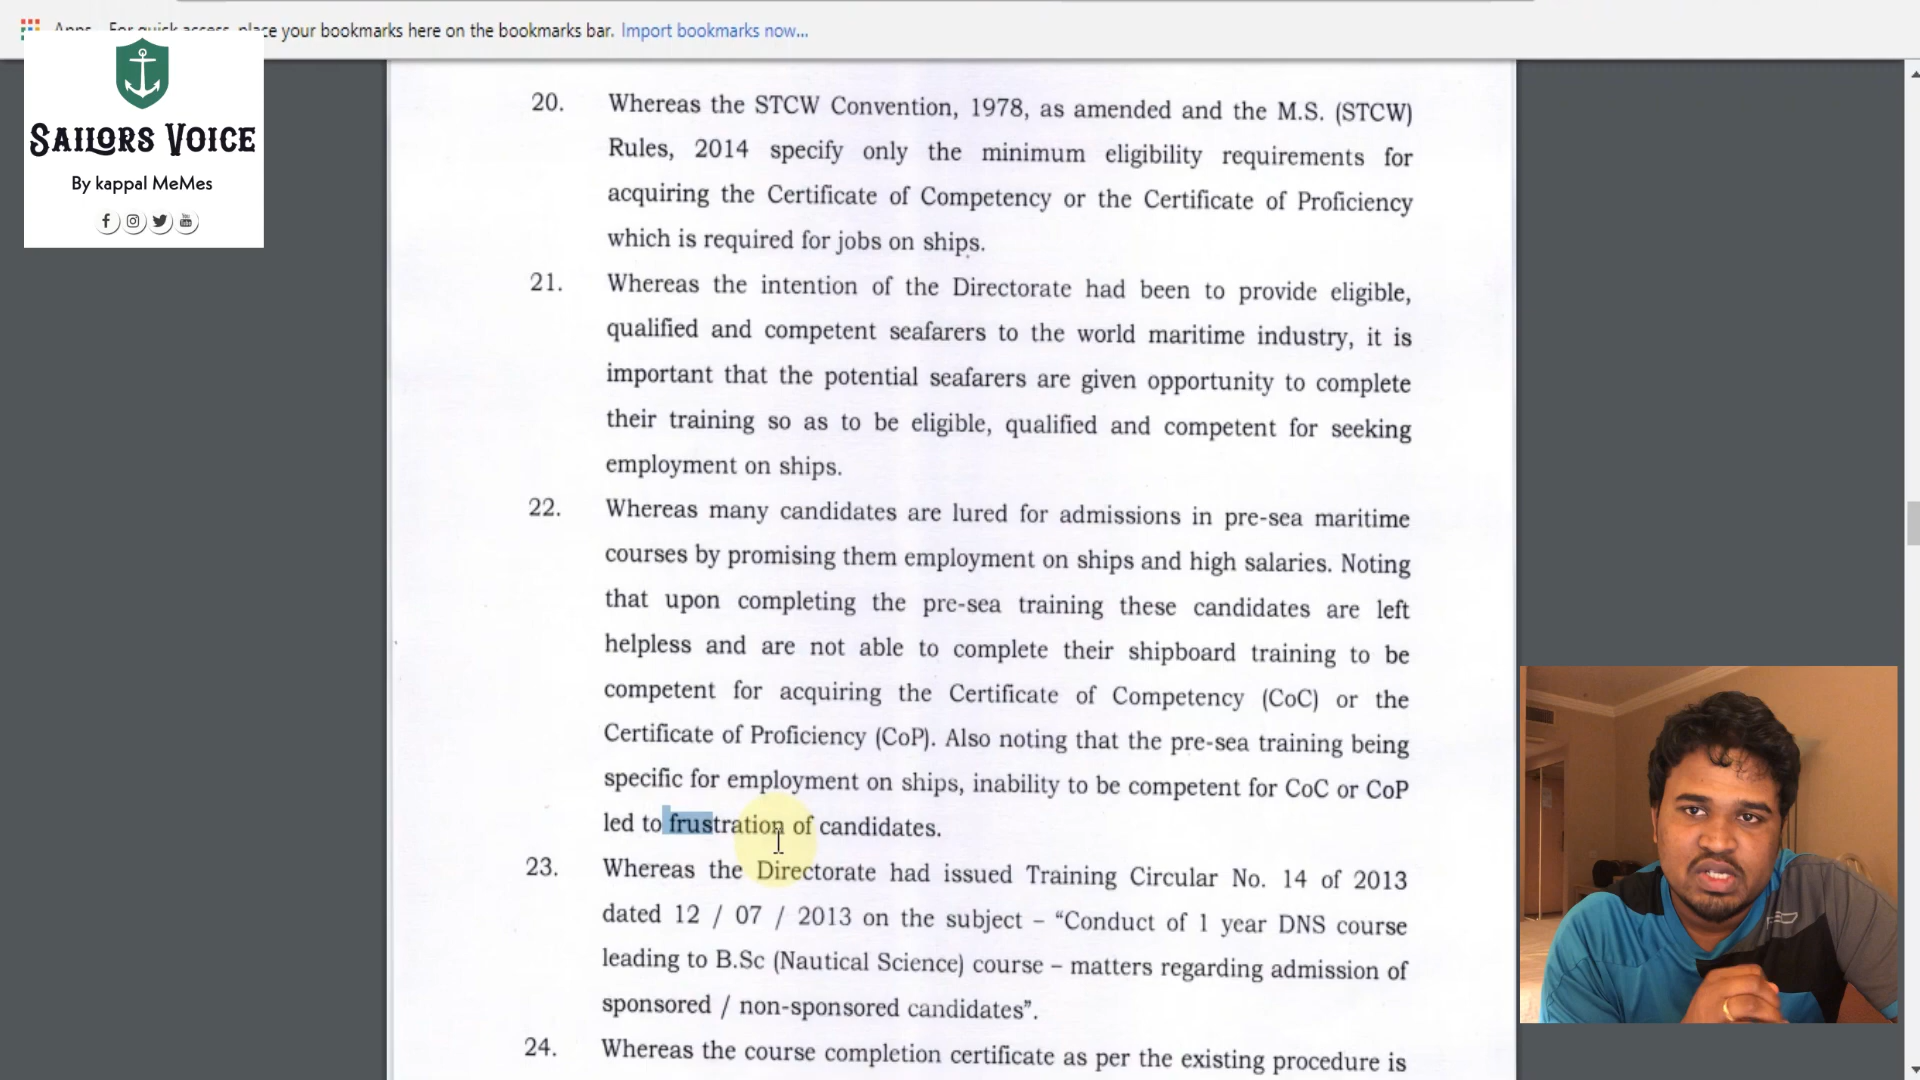 Apps For quick access, place your bookmarks here on the bookmarks bar. Import bookmarks now...
SAILORS VOICE
By kappal MeMes
20. Whereas the STCW Convention, 1978, as amended and the M.S. (STCW)
Rules, 2014 specify only the minimum eligibility requirements for
acquiring the Certificate of Competency or the Certificate of Proficiency
which is required for jobs on ships.
21. Whereas the intention of the Directorate had been to provide eligible,
qualified and competent seafarers to the world maritime industry, it is
important that the potential seafarers are given opportunity to complete
their training so as to be eligible, qualified and competent for seeking
employment on ships.
22. Whereas many candidates are lured for admissions in pre-sea maritime
courses by promising them employment on ships and high salaries. Noting
that upon completing the pre-sea training these candidates are left
helpless and are not able to complete their shipboard training to be
competent for acquiring the Certificate of Competency (CoC) or the
Certificate of Proficiency (CoP). Also noting that the pre-sea training being
specific for employment on ships, inability to be competent for CoC or CoP
led to frustration of candidates.
23. Whereas the Directorate had issued Training Circular No. 14 of 2013
dated 12 / 07 / 2013 on the subject – “Conduct of 1 year DNS course
leading to B.Sc (Nautical Science) course – matters regarding admission of
sponsored / non-sponsored candidates”.
24. Whereas the course completion certificate as per the existing procedure is